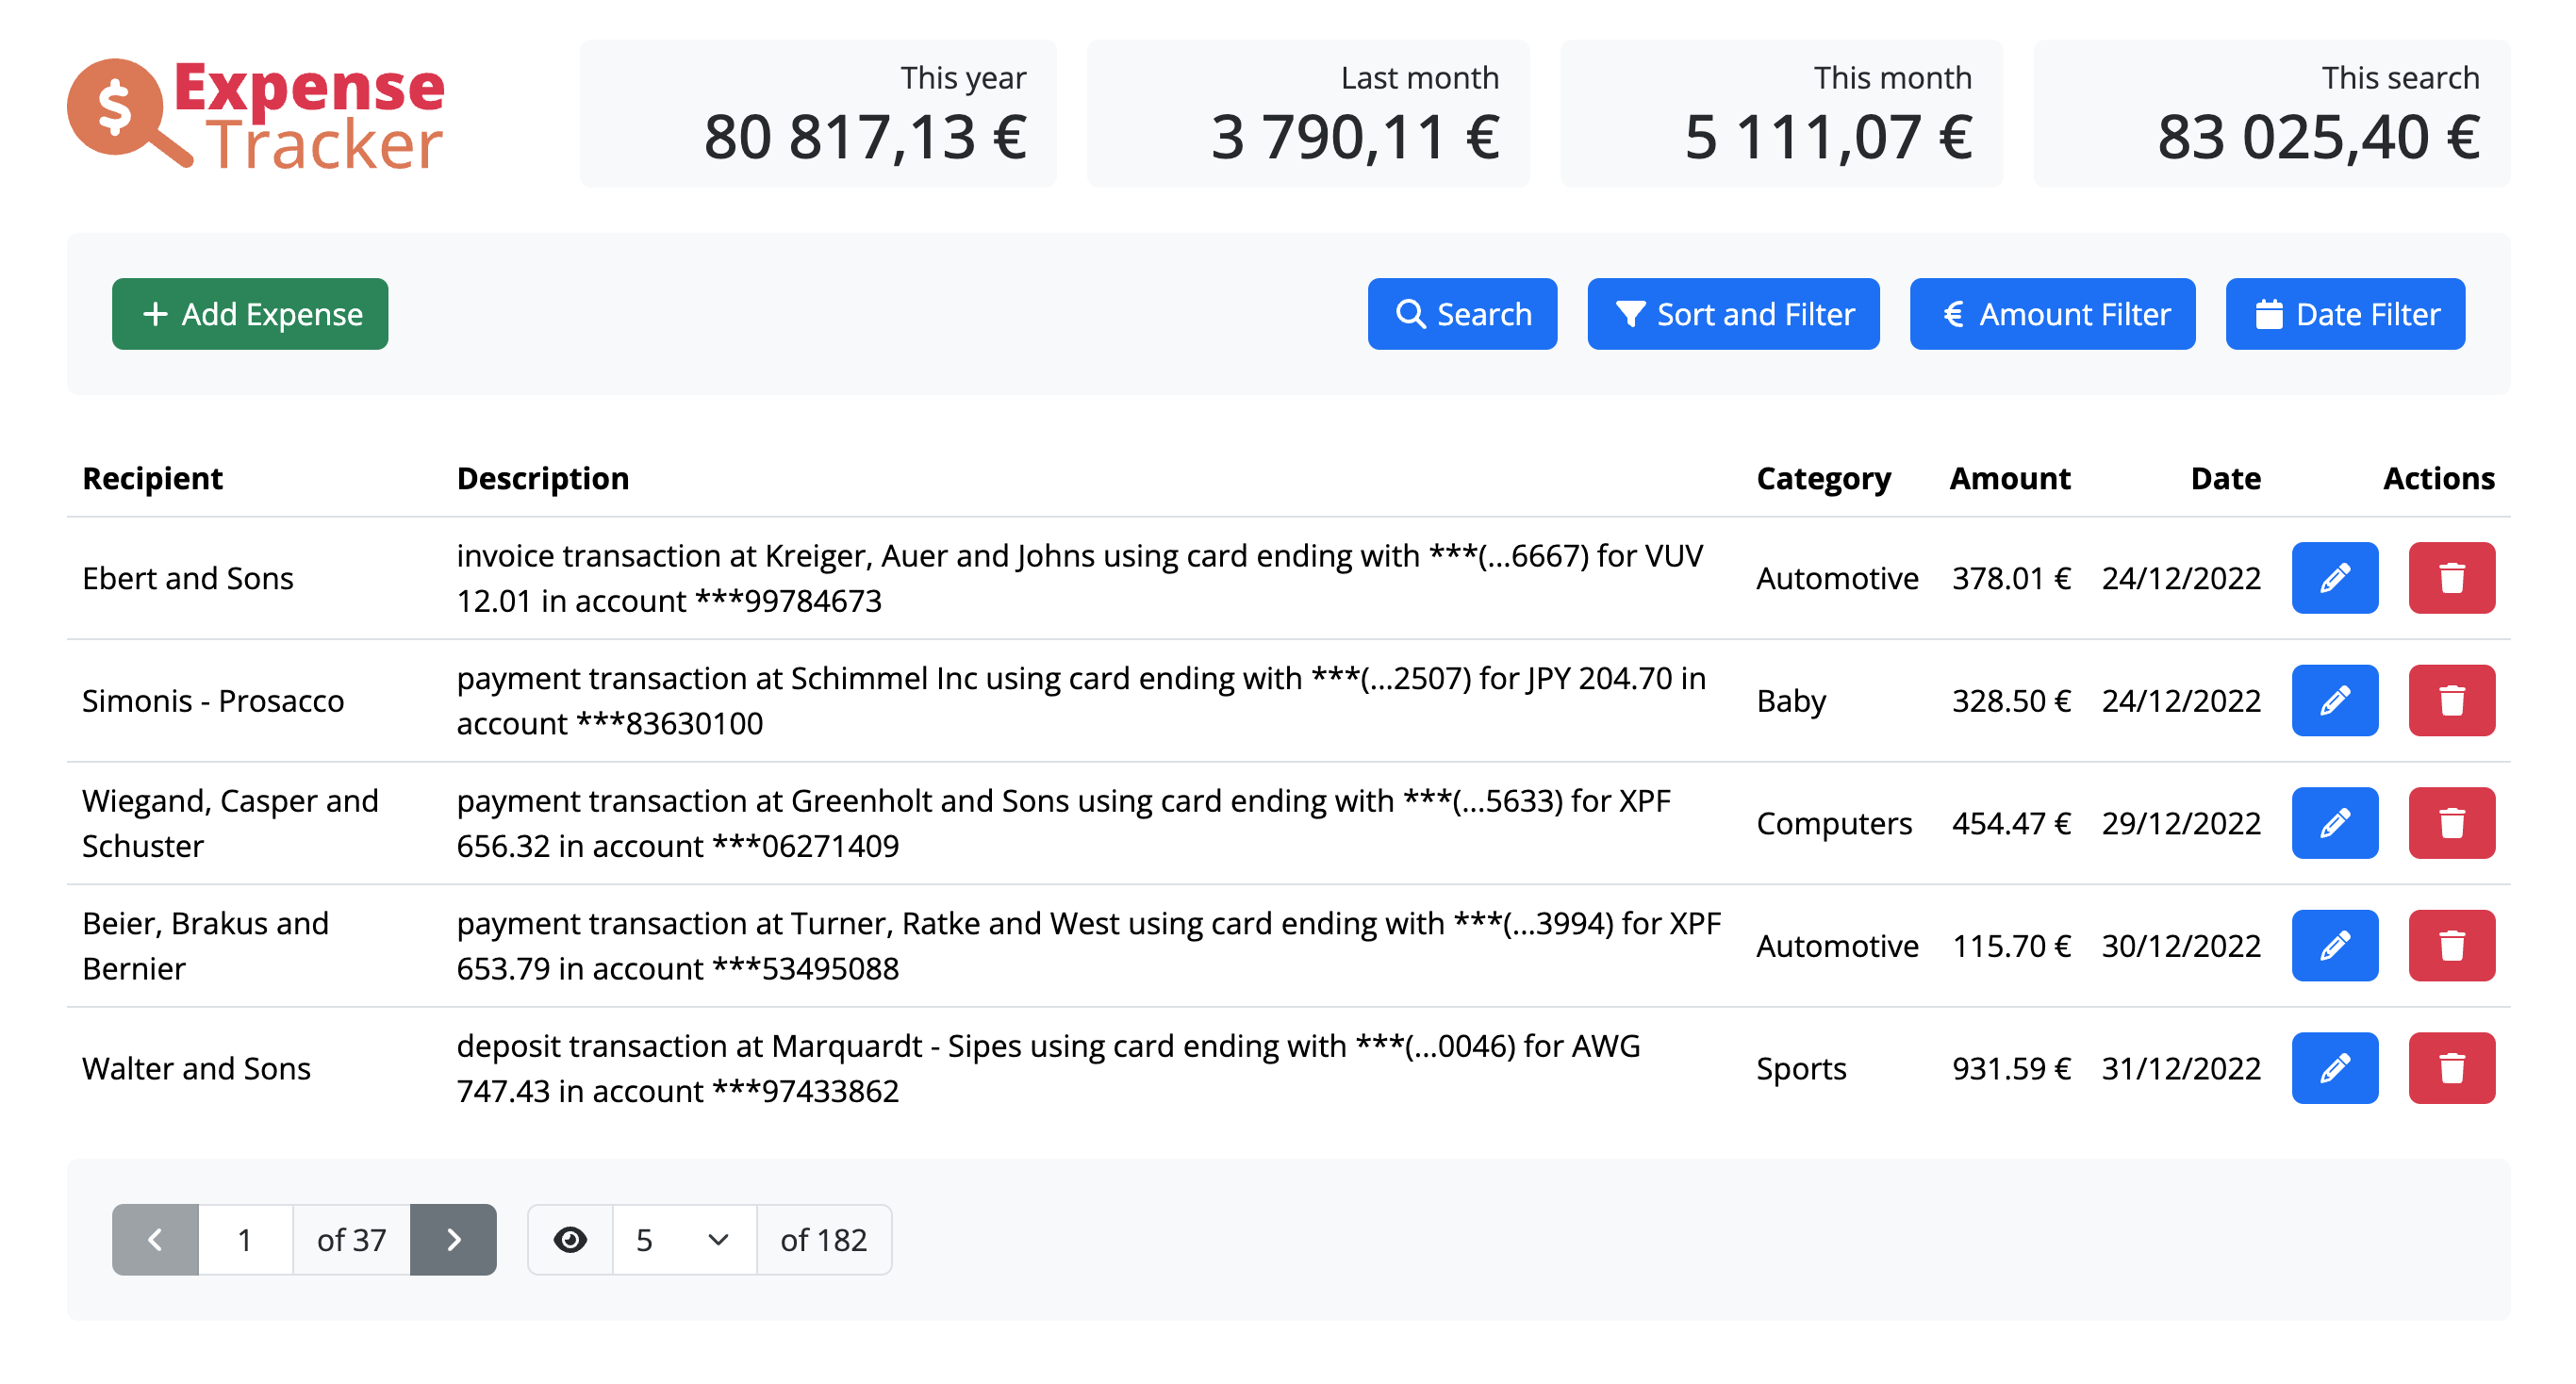 $ Expense
Tracker
This year
80 817,13 €
Last month
3 790,11 €
This month
5 111,07 €
This search
83 025,40 €
+ Add Expense
Search
Sort and Filter
€ Amount Filter
Date Filter
Recipient Description Category Amount Date Actions
Ebert and Sons
invoice transaction at Kreiger, Auer and Johns using card ending with ***(...6667) for VUV
12.01 in account ***99784673
Automotive 378.01 € 24/12/2022
Simonis - Prosacco
payment transaction at Schimmel Inc using card ending with ***(...2507) for JPY 204.70 in
account ***83630100
Baby 328.50 € 24/12/2022
Wiegand, Casper and
Schuster
payment transaction at Greenholt and Sons using card ending with ***(...5633) for XPF
656.32 in account ***06271409
Computers 454.47 € 29/12/2022
Beier, Brakus and
Bernier
payment transaction at Turner, Ratke and West using card ending with ***(...3994) for XPF
653.79 in account ***53495088
Automotive 115.70 € 30/12/2022
Walter and Sons
deposit transaction at Marquardt - Sipes using card ending with ***(...0046) for AWG
747.43 in account ***97433862
Sports 931.59 € 31/12/2022
1 of 37
5 of 182